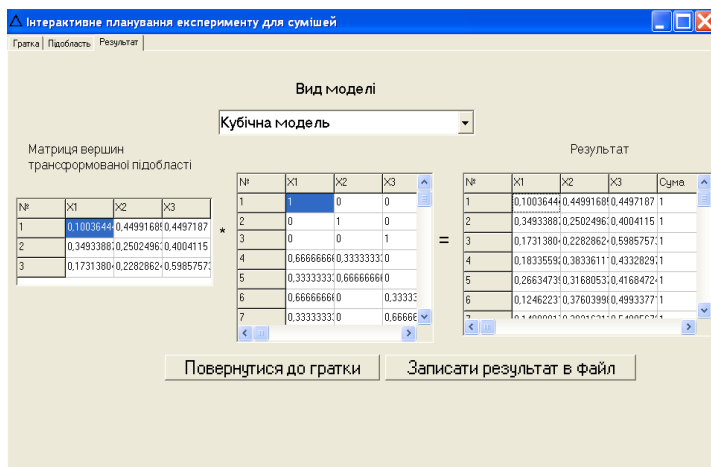 Інтерактивне планування експерименту для сумішей
Гратка Підобласть Результат
Вид моделі
Кубічна модель
Матриця вершин
трансформованої підобласті
№ X1 X2 X3
1 0,1003644 0,4499168 0,4497187
2 0,3493388 0,2502496 0,4004115
3 0,1731380 0,2282862 0,5985757
*
№ X1 X2 X3
1 1 0 0
2 0 1 0
3 0 0 1
4 0,6666666 0,3333333 0
5 0,3333333 0,6666666 0
6 0,6666666 0 0,3333
7 0,3333333 0 0,6666
=
Результат
№ X1 X2 X3 Сума
1 0,1003644 0,4499168 0,4497187 1
2 0,3493388 0,2502496 0,4004115 1
3 0,1731380 0,2282862 0,5985757 1
4 0,1833559 0,3833611 0,4332829 1
5 0,2663473 0,3168053 0,4168472 1
6 0,1246223 0,3760399 0,4993377 1
Повернутися до гратки
Записати результат в файл